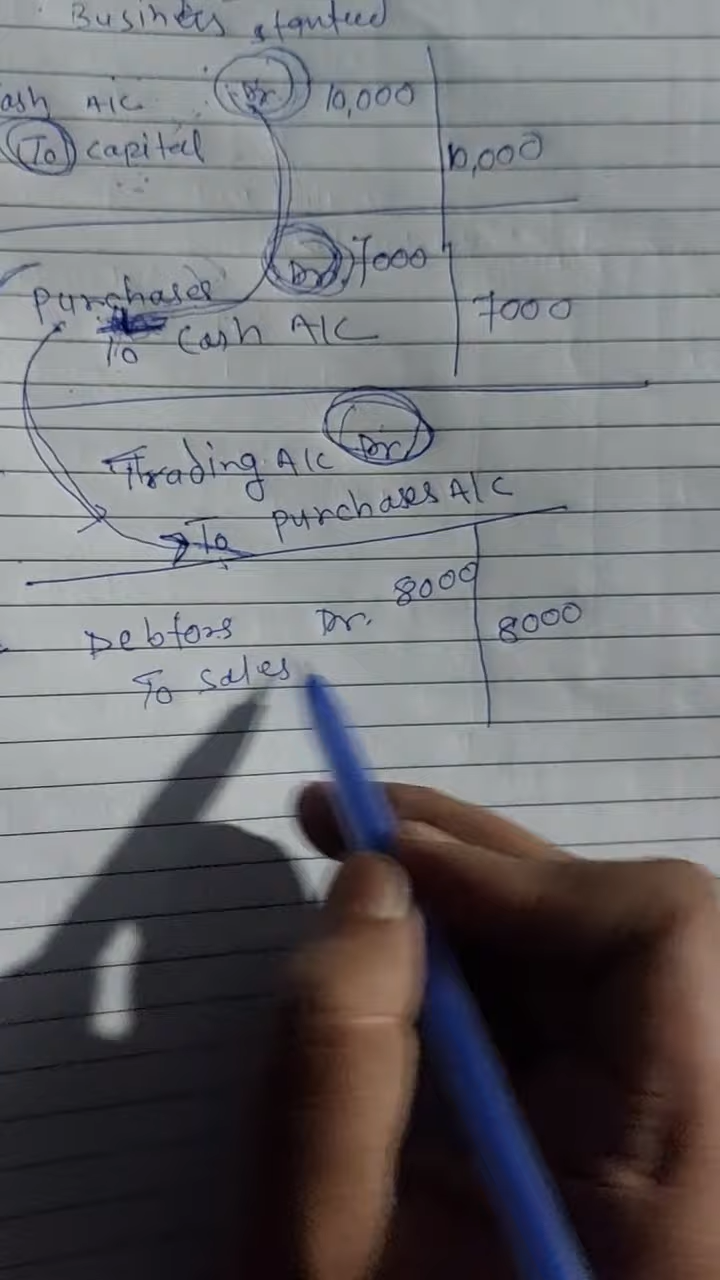 Business started
ash A/C Dr 10,000
To capital 10,000
Purchases Dr 7000
To Cash A/C 7000
Trading A/C Dr
To purchases A/C
Debtors Dr. 8000
To Sales 8000